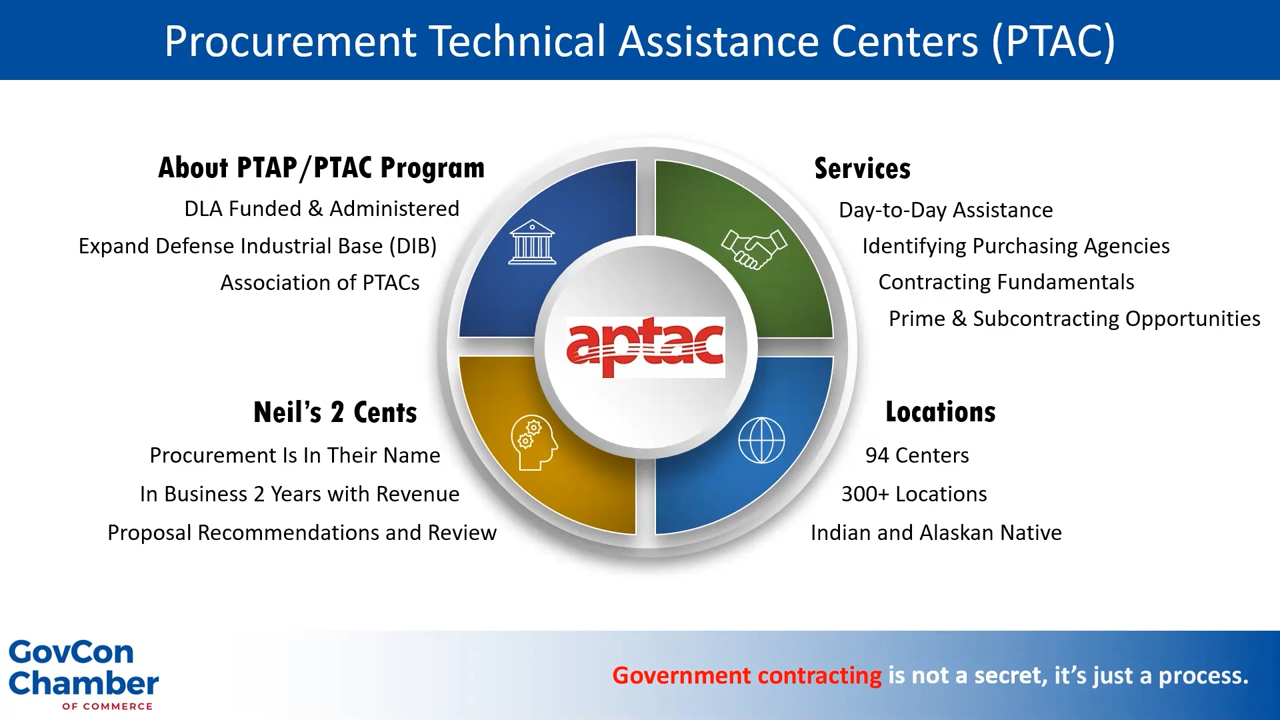 Procurement Technical Assistance Centers (PTAC)
About PTAP/PTAC Program
DLA Funded & Administered
Expand Defense Industrial Base (DIB)
Association of PTACs
Services
Day-to-Day Assistance
Identifying Purchasing Agencies
Contracting Fundamentals
Prime & Subcontracting Opportunities
aptac
Neil's 2 Cents
Procurement Is In Their Name
In Business 2 Years with Revenue
Proposal Recommendations and Review
Locations
94 Centers
300+ Locations
Indian and Alaskan Native
GovCon
Chamber
OF COMMERCE
Government contracting is not a secret, it's just a process.